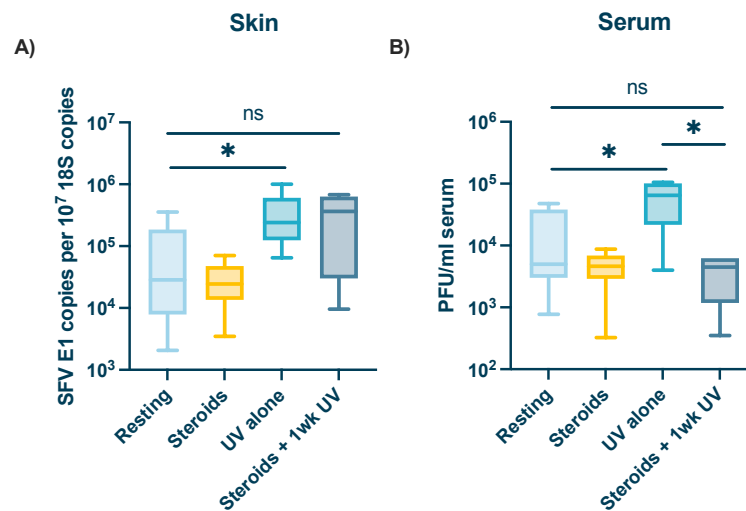 Skin
A)
SFV E1 copies per 10⁷ 18S copies
10⁷
10⁶
10⁵
10⁴
10³
ns
*
Resting
Steroids
UV alone
Steroids + 1wk UV
Serum
B)
PFU/ml serum
10⁶
10⁵
10⁴
10³
10²
ns
*
*
Resting
Steroids
UV alone
Steroids + 1wk UV